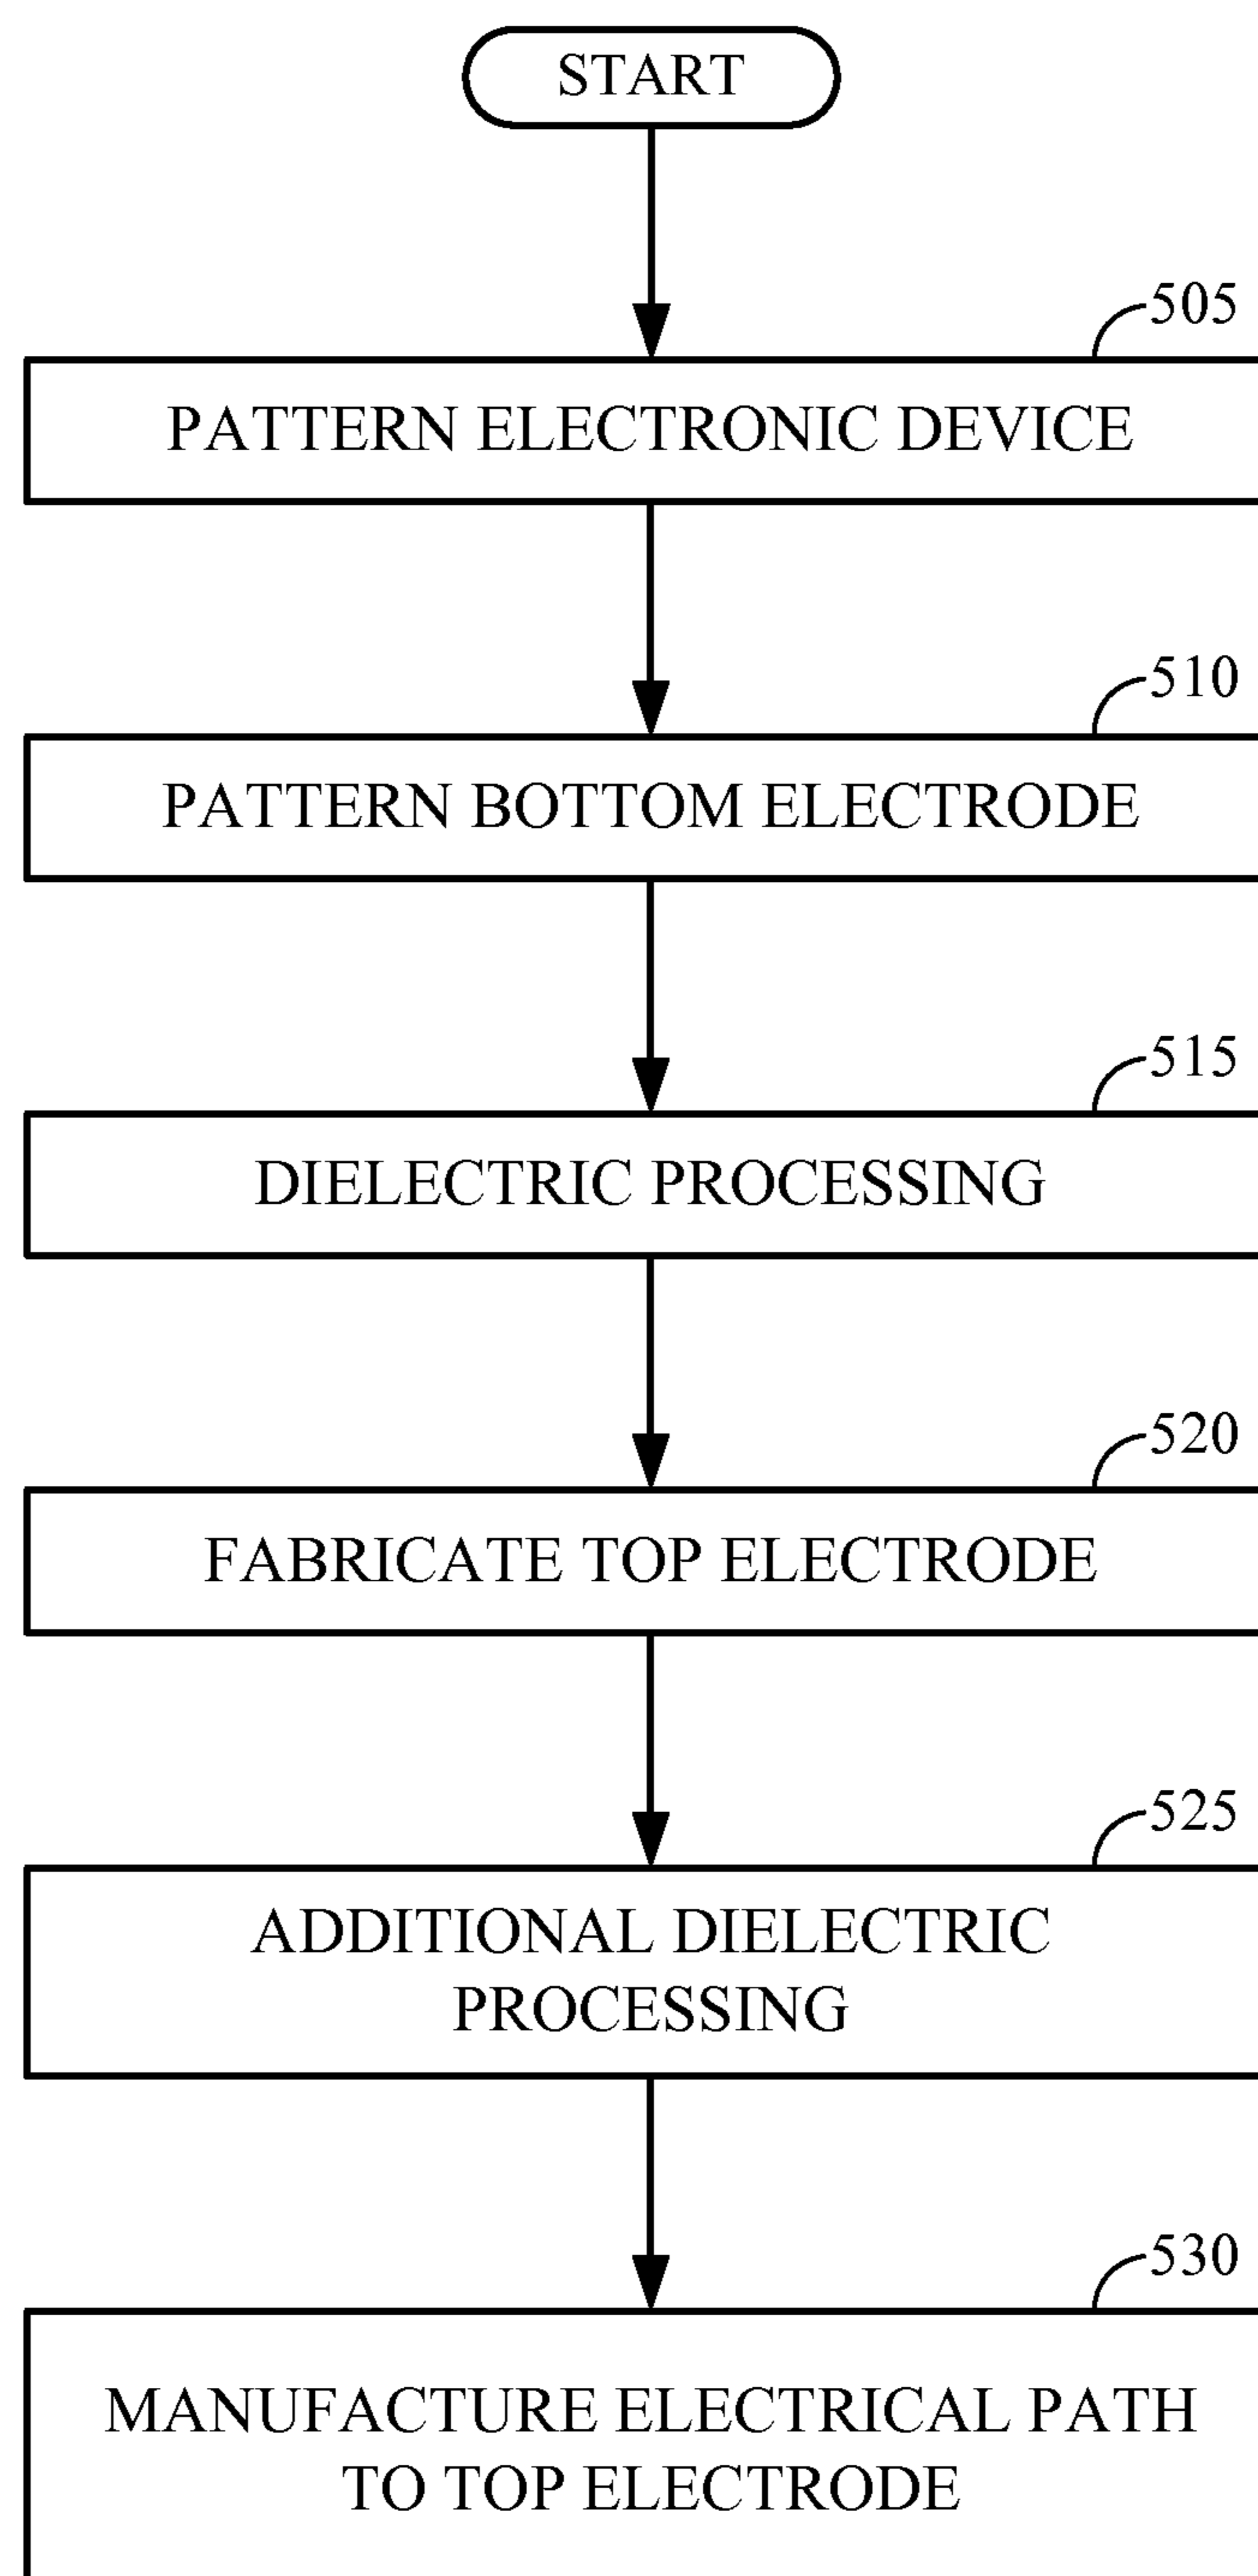 START
505
PATTERN ELECTRONIC DEVICE
510
PATTERN BOTTOM ELECTRODE
515
DIELECTRIC PROCESSING
520
FABRICATE TOP ELECTRODE
525
ADDITIONAL DIELECTRIC
PROCESSING
530
MANUFACTURE ELECTRICAL PATH
TO TOP ELECTRODE